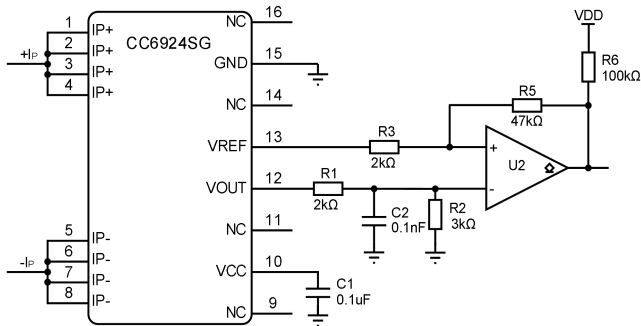 CC6924SG
1 IP+
2 IP+
3 IP+
4 IP+
+IP
5 IP-
6 IP-
7 IP-
8 IP-
-IP
NC 16
GND 15
NC 14
VREF 13
VOUT 12
NC 11
VCC 10
NC 9
R3
2kΩ
R1
2kΩ
C2
0.1nF
R2
3kΩ
C1
0.1uF
VDD
R6
100kΩ
R5
47kΩ
+
U2
-